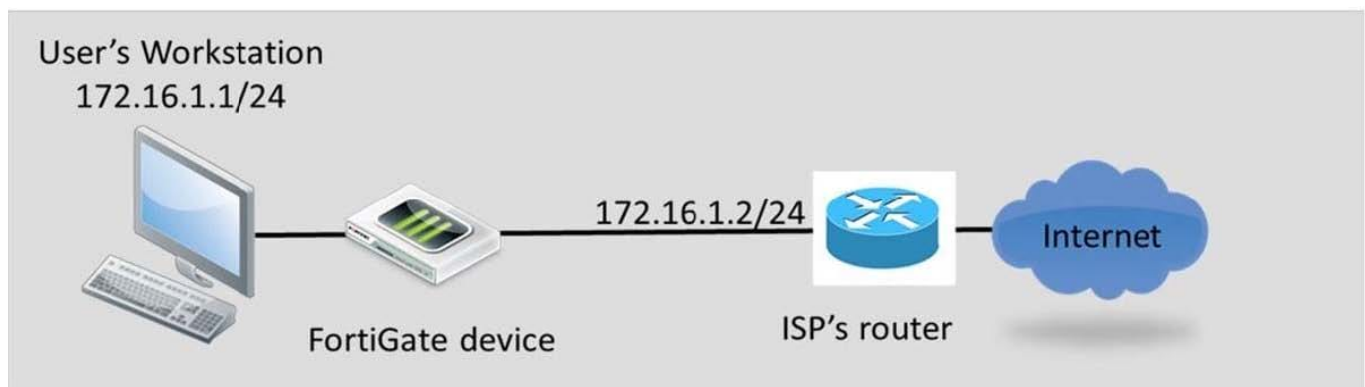 User's Workstation
172.16.1.1/24
172.16.1.2/24
Internet
FortiGate device
ISP's router